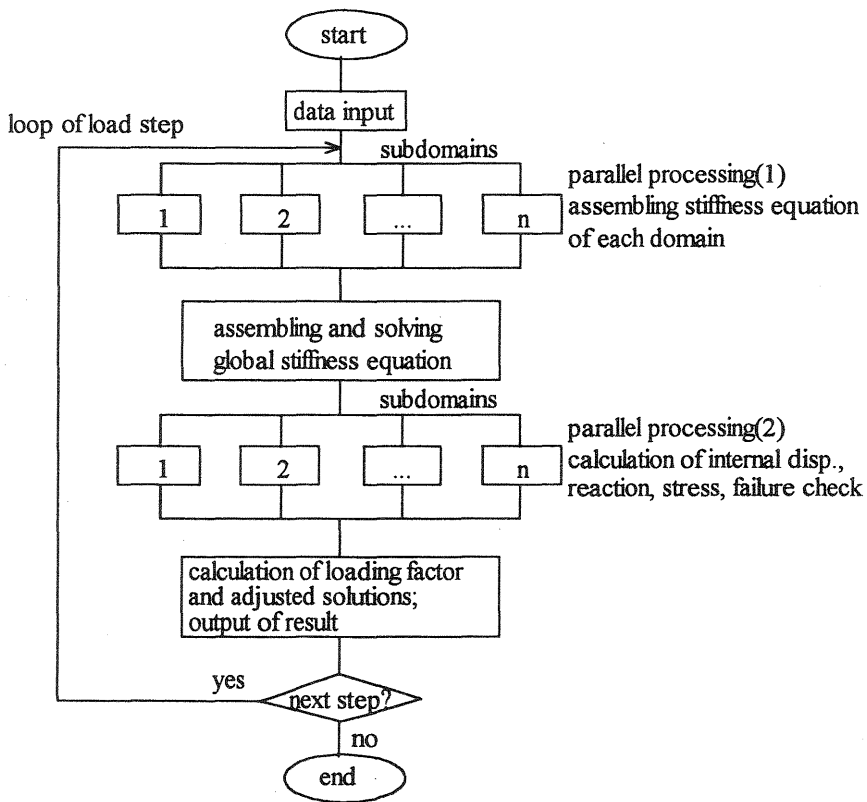 start
data input
loop of load step
subdomains
1
2
...
n
parallel processing(1)
assembling stiffness equation
of each domain
assembling and solving
global stiffness equation
subdomains
1
2
...
n
parallel processing(2)
calculation of internal disp.,
reaction, stress, failure check
calculation of loading factor
and adjusted solutions;
output of result
yes
next step?
no
end